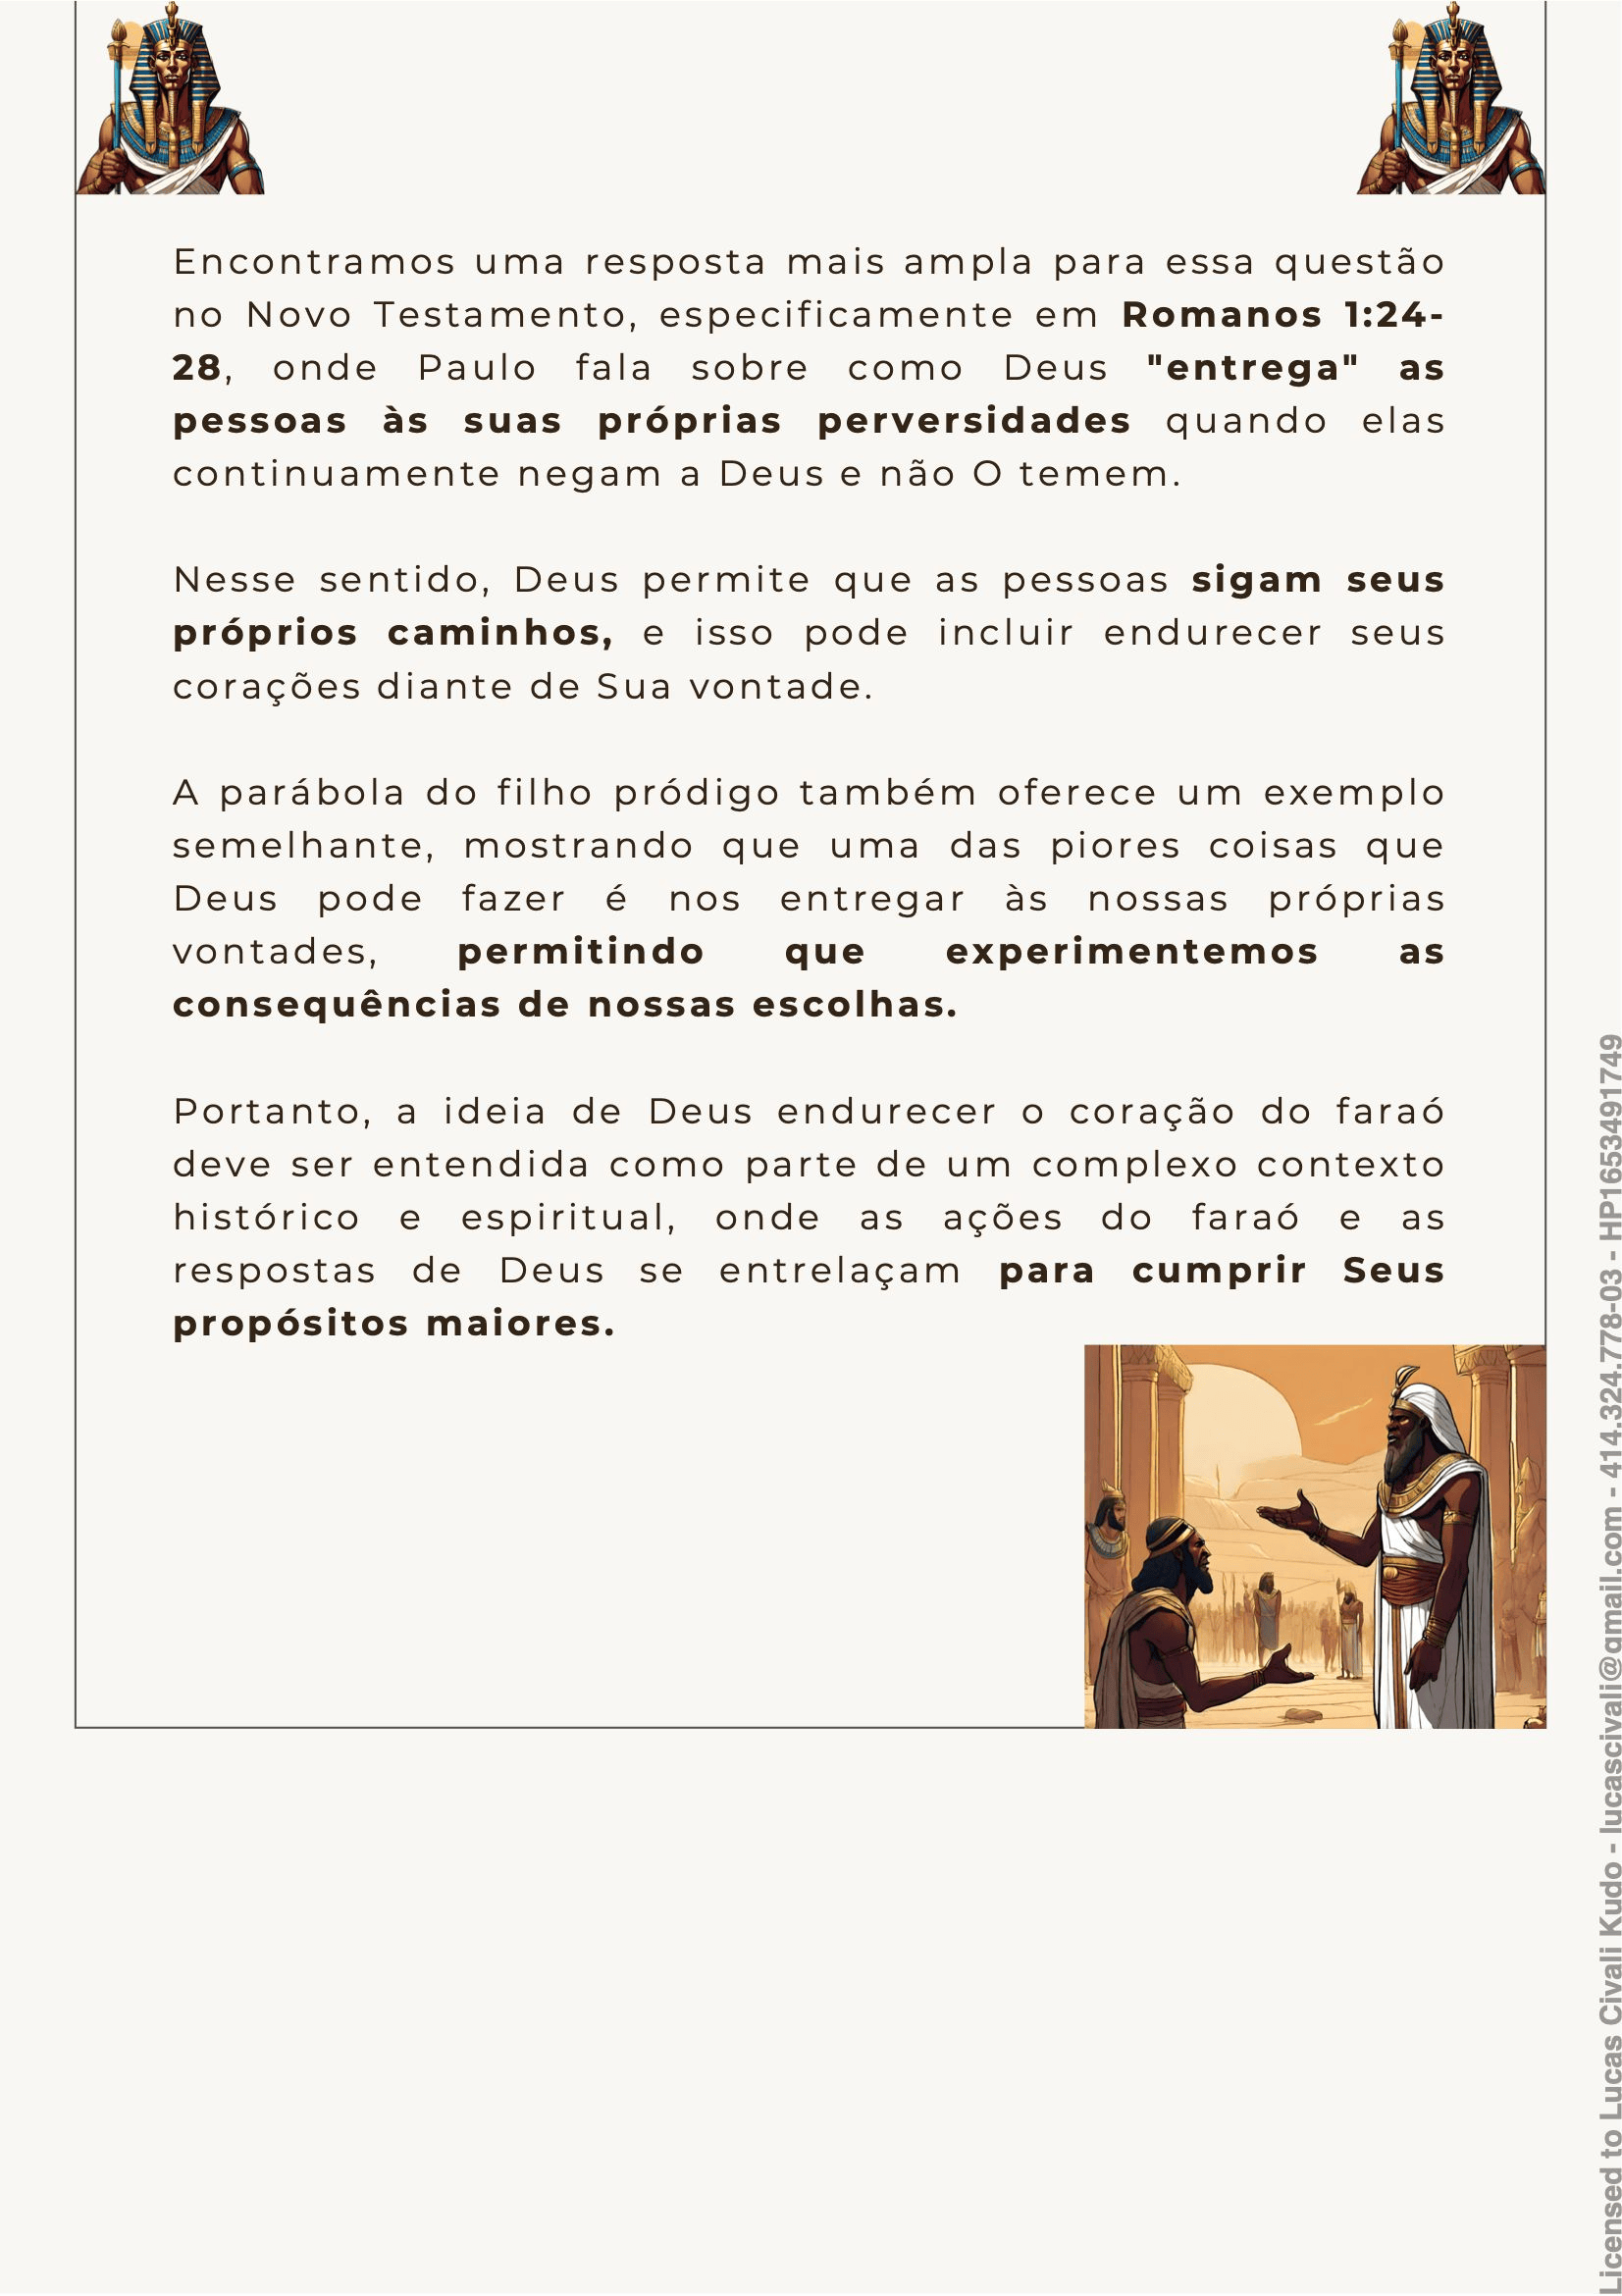 Encontramos uma resposta mais ampla para essa questão
no Novo Testamento, especificamente em Romanos 1:24-
28, onde Paulo fala sobre como Deus "entrega" as
pessoas às suas próprias perversidades quando elas
continuamente negam a Deus e não O temem.
Nesse sentido, Deus permite que as pessoas sigam seus
próprios caminhos, e isso pode incluir endurecer seus
corações diante de Sua vontade.
A parábola do filho pródigo também oferece um exemplo
semelhante, mostrando que uma das piores coisas que
Deus pode fazer é nos entregar às nossas próprias
vontades, permitindo que experimentemos as
consequências de nossas escolhas.
Portanto, a ideia de Deus endurecer o coração do faraó
deve ser entendida como parte de um complexo contexto
histórico e espiritual, onde as ações do faraó e as
respostas de Deus se entrelaçam para cumprir Seus
propósitos maiores.
Licensed to Lucas Civali Kudo - lucascivali@gmail.com - 414.324.778-03 - HP1653491749